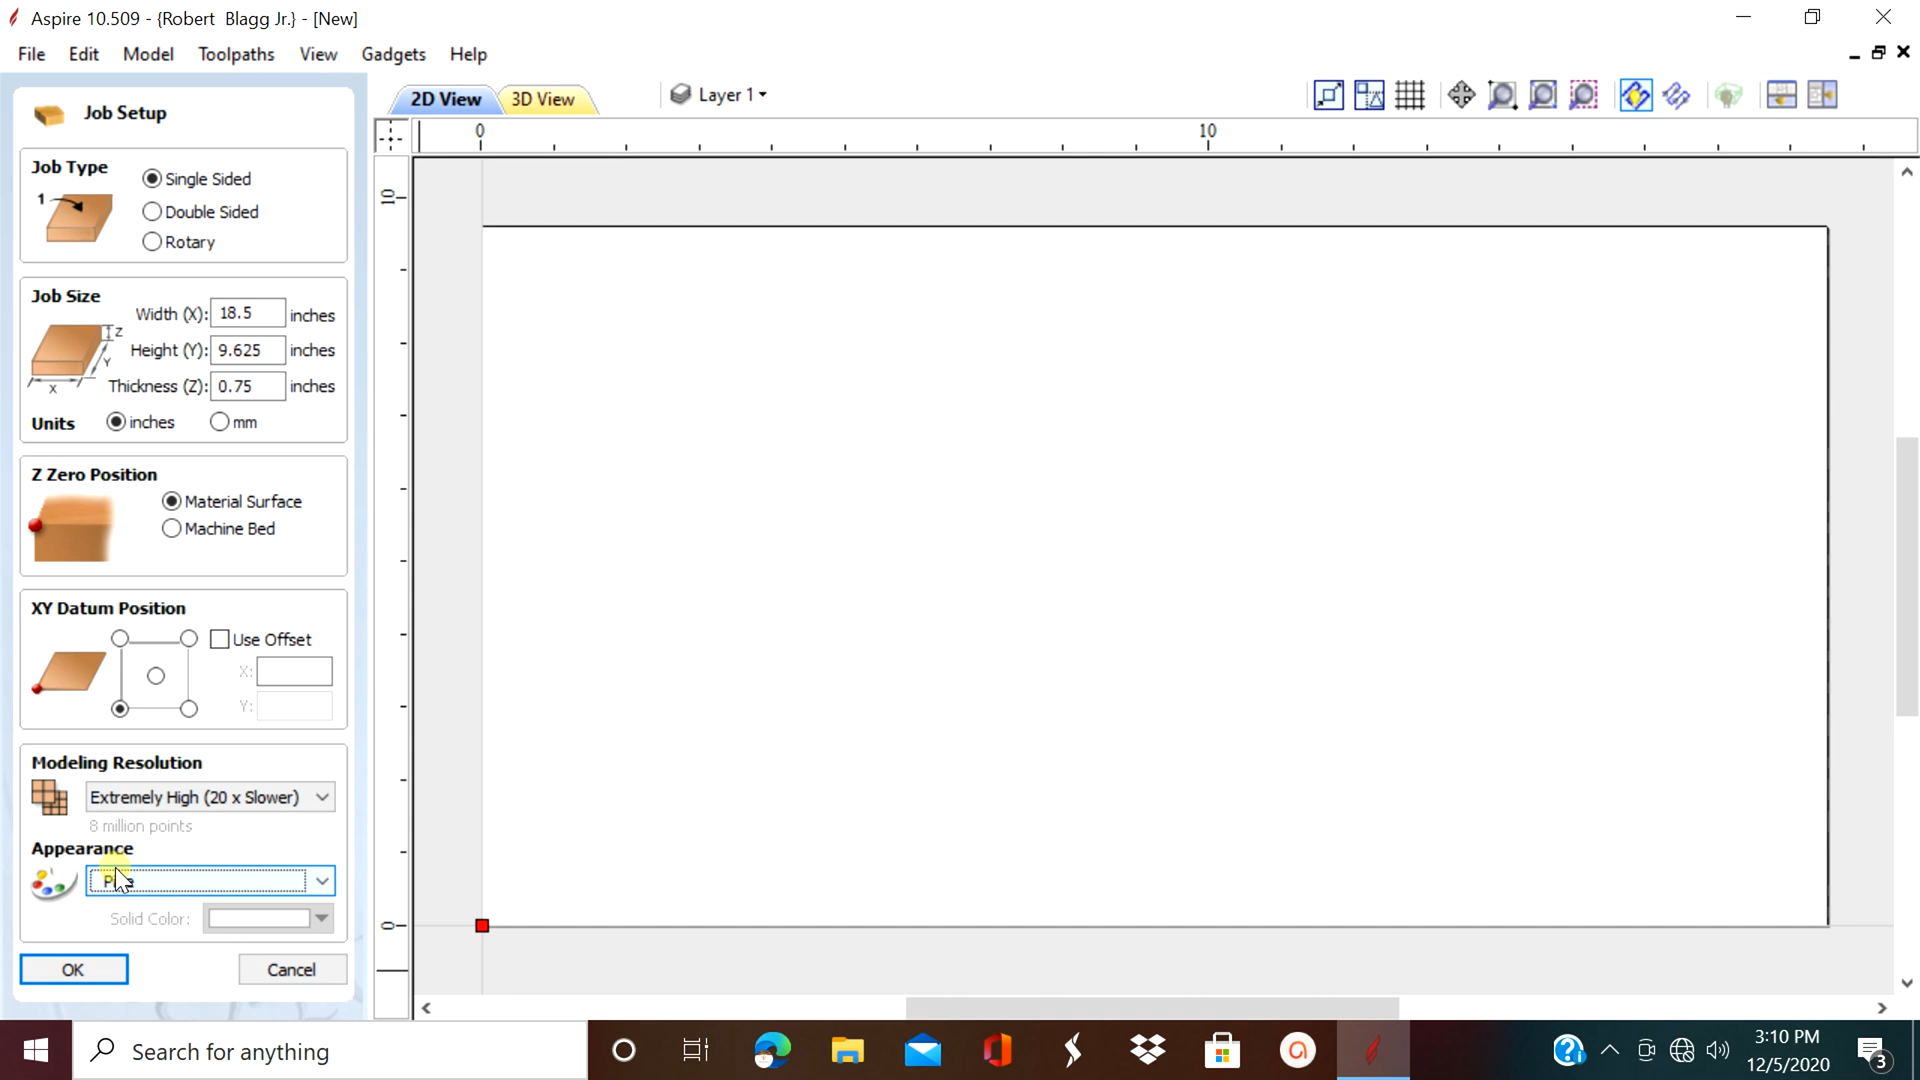 Aspire 10.509 - {Robert Blagg Jr.} - [New]
File Edit Model Toolpaths View Gadgets Help
Job Setup
2D View 3D View Layer 1
0 10
10
0
Job Type
1
Single Sided
Double Sided
Rotary
Job Size
Width (X): 18.5 inches
Height (Y): 9.625 inches
Thickness (Z): 0.75 inches
Z
Y
X
Units inches mm
Z Zero Position
Material Surface
Machine Bed
XY Datum Position
Use Offset
X:
Y:
Modeling Resolution
Extremely High (20 x Slower)
8 million points
Appearance
Solid Color:
OK Cancel
Search for anything
3:10 PM
12/5/2020
3